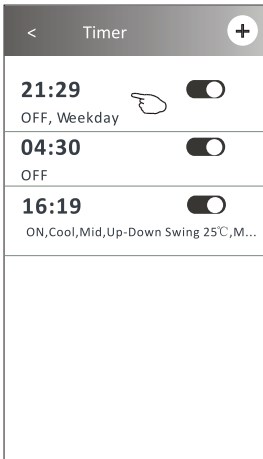 < Timer +
21:29
OFF, Weekday
04:30
OFF
16:19
ON,Cool,Mid,Up-Down Swing 25℃,M...